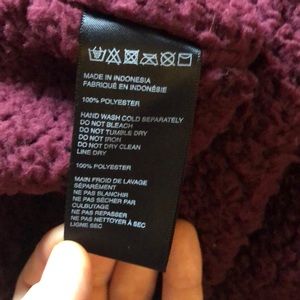 MADE IN INDONESIA
FABRIQUÉ EN INDONÉSIE
100% POLYESTER
HAND WASH COLD SEPARATELY
DO NOT BLEACH
DO NOT TUMBLE DRY
DO NOT IRON
DO NOT DRY CLEAN
LINE DRY
100% POLYESTER
MAIN FROID DE LAVAGE
SÉPARÉMENT
NE PAS BLANCHIR
NE PAS SÉCHER PAR
CULBUTAGE
NE PAS REPASSER
NE PAS NETTOYER À SEC
LIGNE SEC